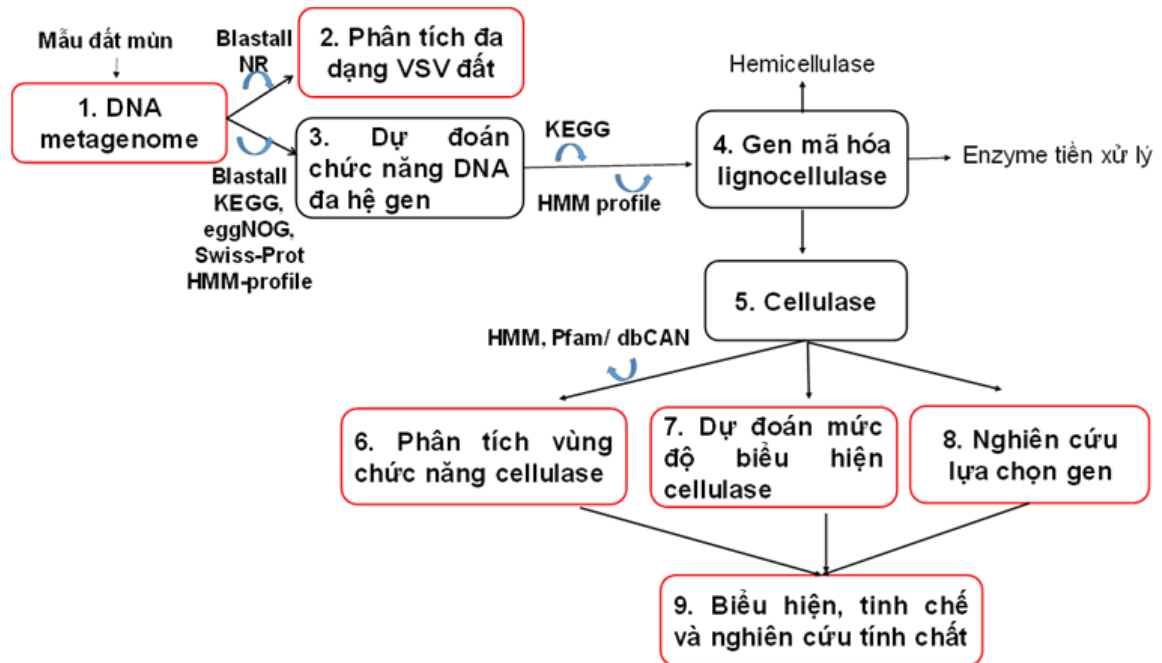 Mẫu đất mùn
1. DNA
metagenome
Blastall
NR
2. Phân tích đa
dạng VSV đất
Blastall
KEGG,
eggNOG,
Swiss-Prot
HMM-profile
3. Dự đoán
chức năng DNA
đa hệ gen
KEGG
HMM profile
Hemicellulase
4. Gen mã hóa
lignocellulase
Enzyme tiền xử lý
5. Cellulase
HMM, Pfam/ dbCAN
6. Phân tích vùng
chức năng cellulase
7. Dự đoán mức
độ biểu hiện
cellulase
8. Nghiên cứu
lựa chọn gen
9. Biểu hiện, tinh chế
và nghiên cứu tính chất